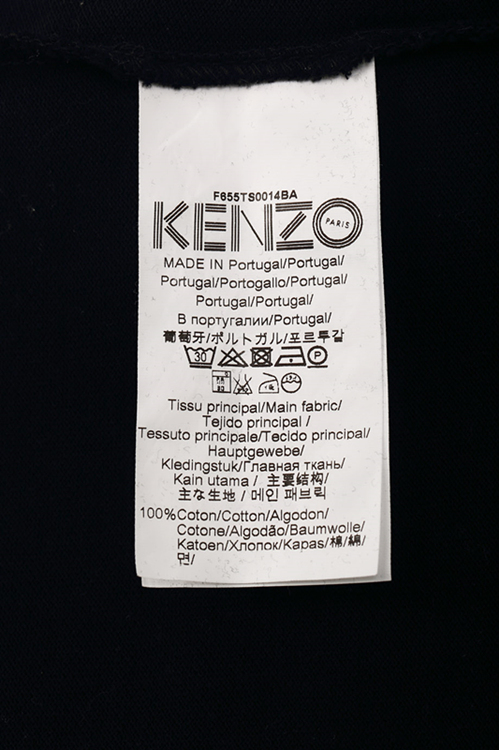 F655TS0014BA
KENZO PARIS
MADE IN Portugal/Portugal/
Portugal/Portogallo/Portugal/
Portugal/Portugal/
В португалии/Portugal/
葡萄牙/ポルトガル/포르투갈
30 P
Tissu principal/Main fabric/
Tejido principal /
Tessuto principale/Tecido principal/
Hauptgewebe/
Kledingstuk/Главная ткань/
Kain utama / 主要结构/
主な生地 / 메인 패브릭
100%Coton/Cotton/Algodon/
Cotone/Algodão/Baumwolle/
Katoen/Хлопок/Kapas/棉/綿/
면/